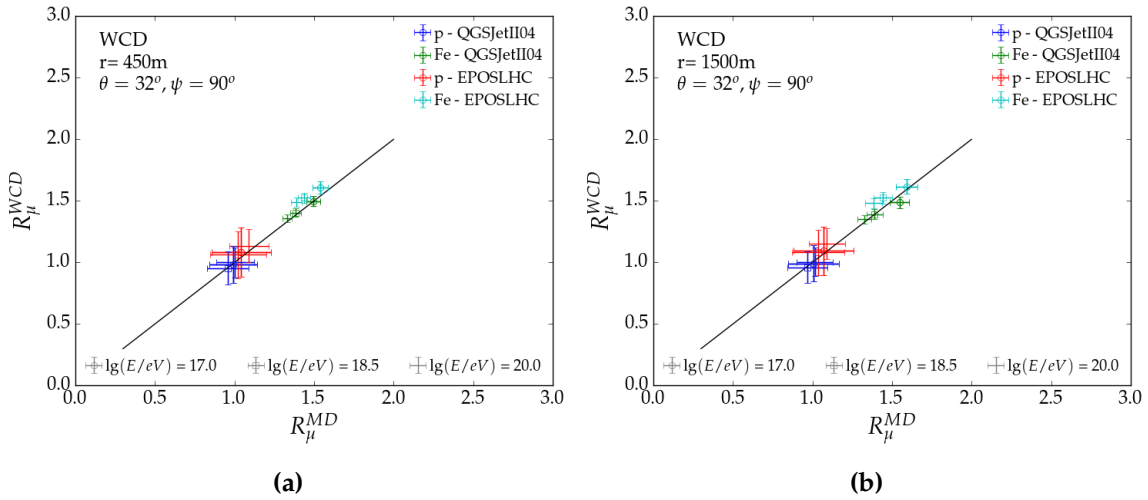 3.0
2.5
2.0
1.5
1.0
0.5
0.0
R_μ^{WCD}
WCD
r= 450m
θ = 32°, ψ = 90°
p - QGSJetII04
Fe - QGSJetII04
p - EPOSLHC
Fe - EPOSLHC
lg(E/eV) = 17.0 lg(E/eV) = 18.5 lg(E/eV) = 20.0
0.0 0.5 1.0 1.5 2.0 2.5 3.0
R_μ^{MD}
(a)
3.0
2.5
2.0
1.5
1.0
0.5
0.0
R_μ^{WCD}
WCD
r= 1500m
θ = 32°, ψ = 90°
p - QGSJetII04
Fe - QGSJetII04
p - EPOSLHC
Fe - EPOSLHC
lg(E/eV) = 17.0 lg(E/eV) = 18.5 lg(E/eV) = 20.0
0.0 0.5 1.0 1.5 2.0 2.5 3.0
R_μ^{MD}
(b)